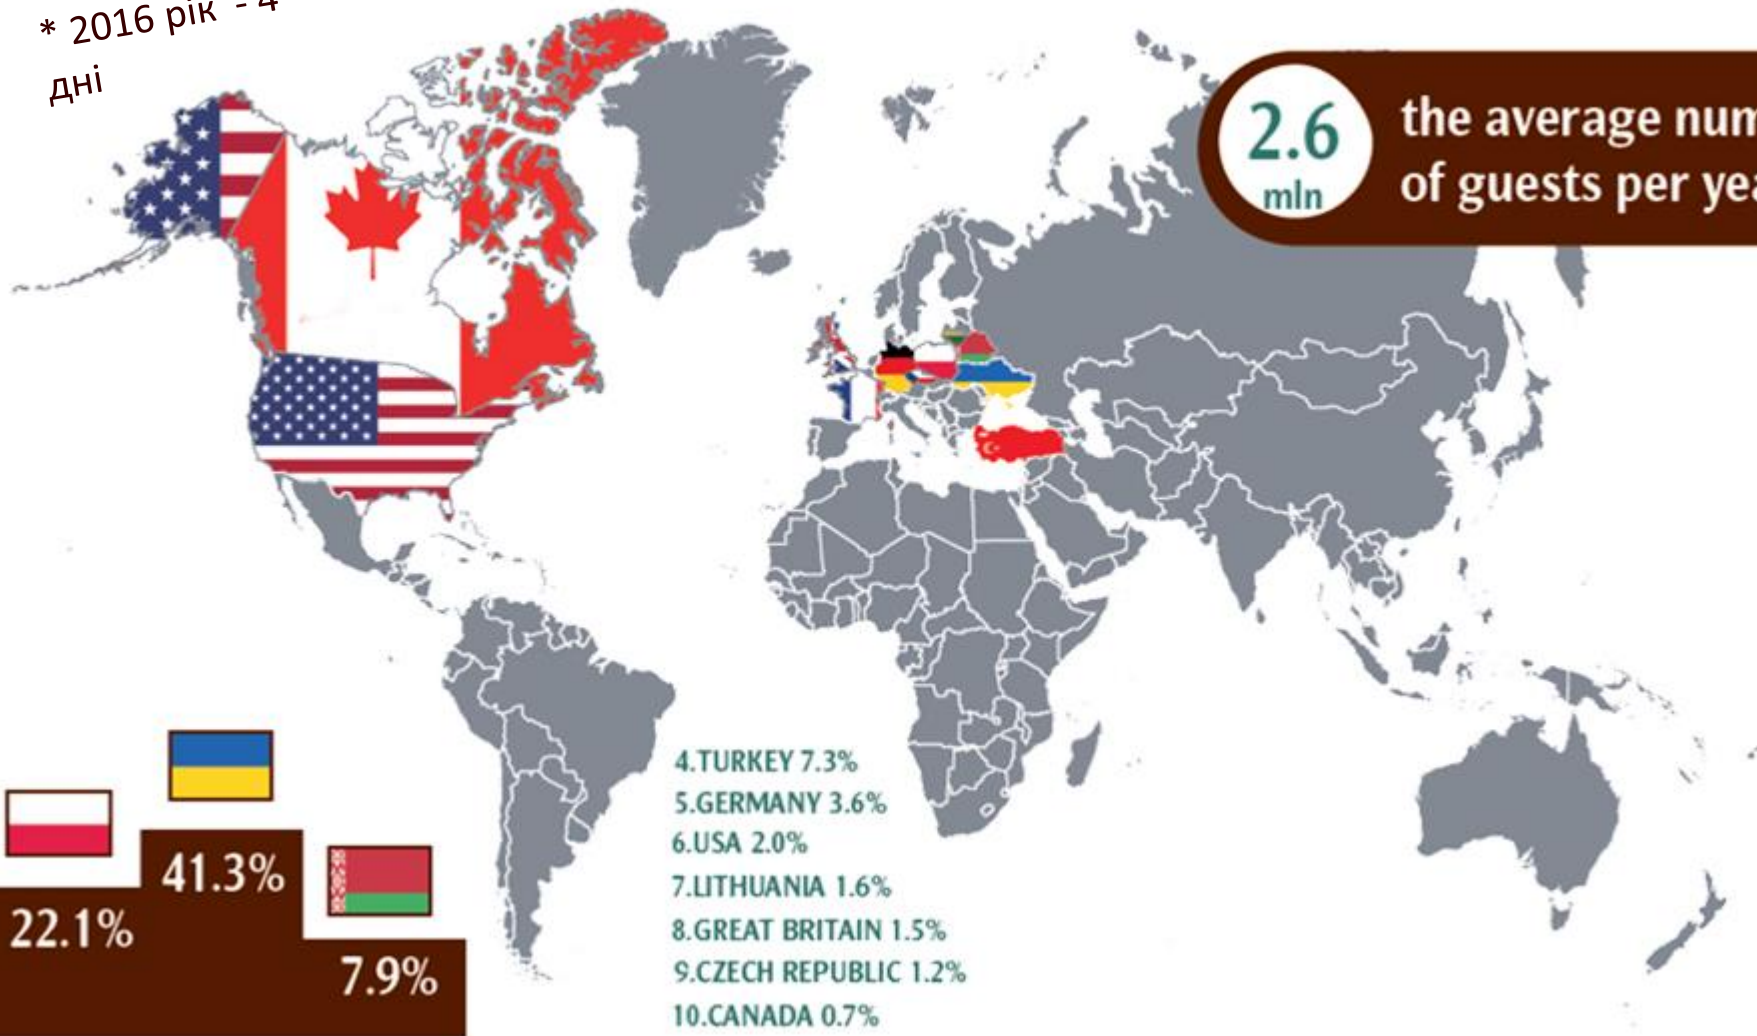 * 2016 рік - 4
дні
2.6
mln
the average num
of guests per yea
41.3%
22.1%
7.9%
4.TURKEY 7.3%
5.GERMANY 3.6%
6.USA 2.0%
7.LITHUANIA 1.6%
8.GREAT BRITAIN 1.5%
9.CZECH REPUBLIC 1.2%
10.CANADA 0.7%